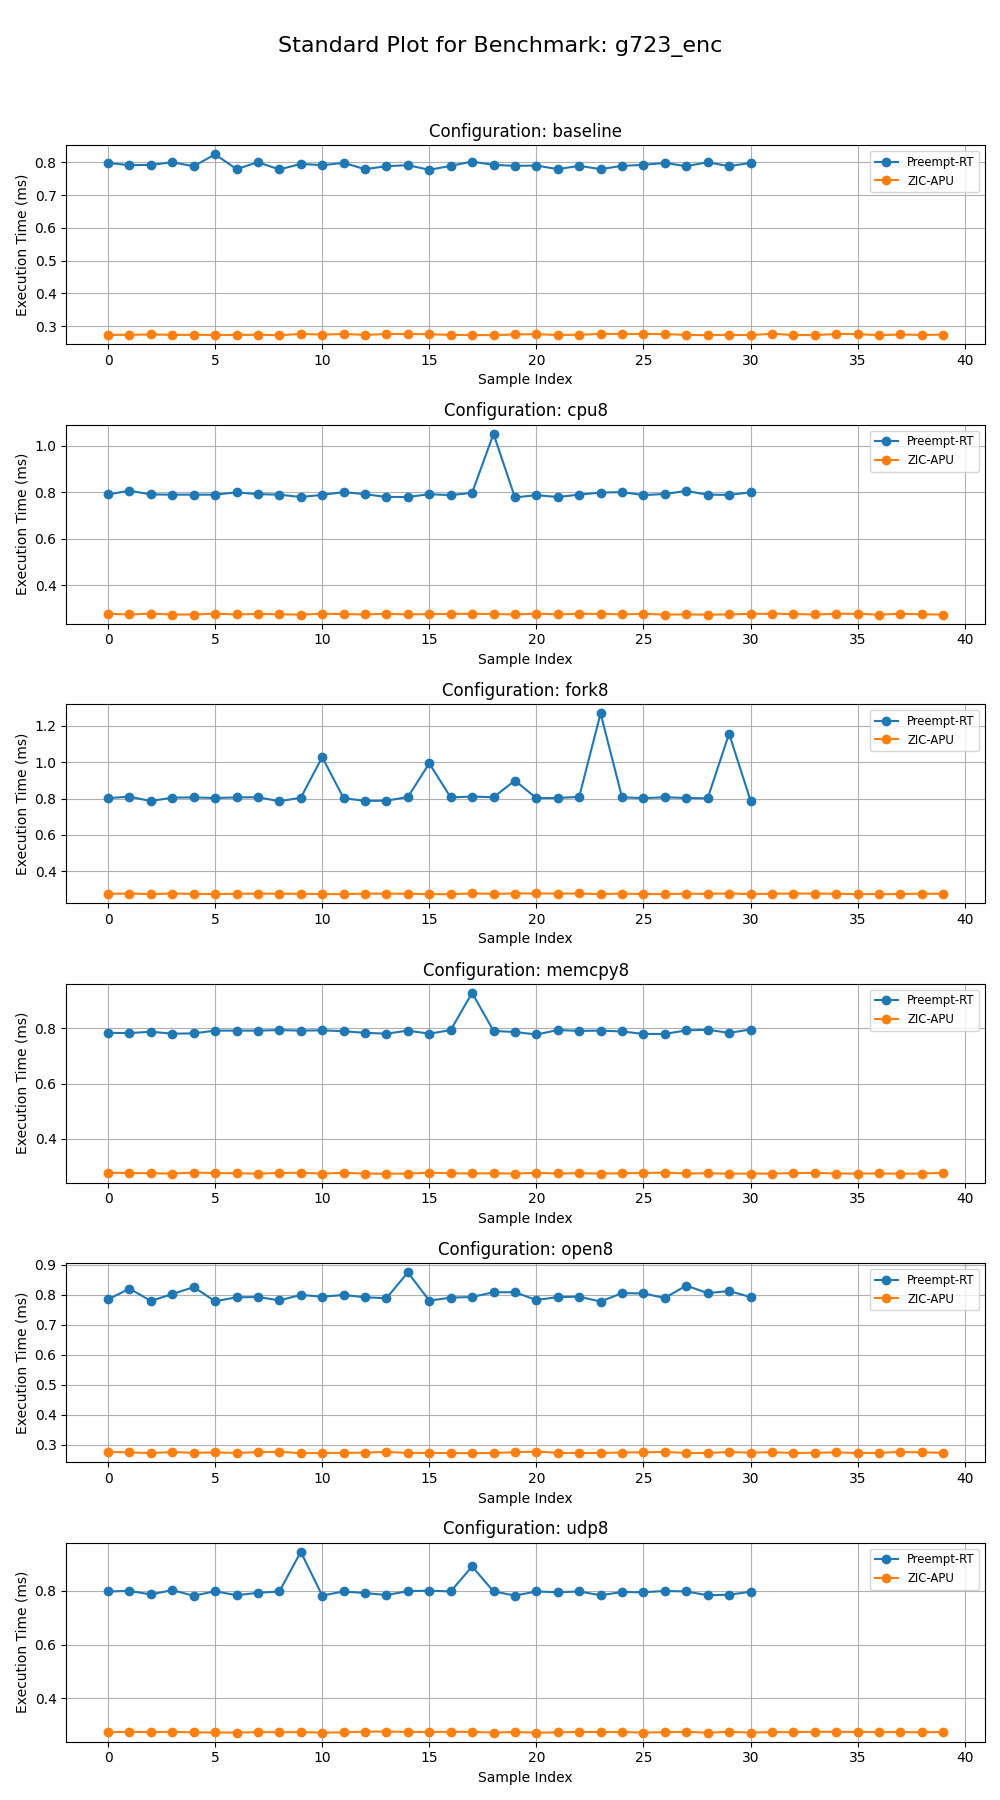 Standard Plot for Benchmark: g723_enc
Configuration: baseline
Execution Time (ms)
0.8
0.7
0.6
0.5
0.4
0.3
Preempt-RT
ZIC-APU
0 5 10 15 20 25 30 35 40
Sample Index
Configuration: cpu8
Execution Time (ms)
1.0
0.8
0.6
0.4
Preempt-RT
ZIC-APU
0 5 10 15 20 25 30 35 40
Sample Index
Configuration: fork8
Execution Time (ms)
1.2
1.0
0.8
0.6
0.4
Preempt-RT
ZIC-APU
0 5 10 15 20 25 30 35 40
Sample Index
Configuration: memcpy8
Execution Time (ms)
0.8
0.6
0.4
Preempt-RT
ZIC-APU
0 5 10 15 20 25 30 35 40
Sample Index
Configuration: open8
Execution Time (ms)
0.9
0.8
0.7
0.6
0.5
0.4
0.3
Preempt-RT
ZIC-APU
0 5 10 15 20 25 30 35 40
Sample Index
Configuration: udp8
Execution Time (ms)
0.8
0.6
0.4
Preempt-RT
ZIC-APU
0 5 10 15 20 25 30 35 40
Sample Index